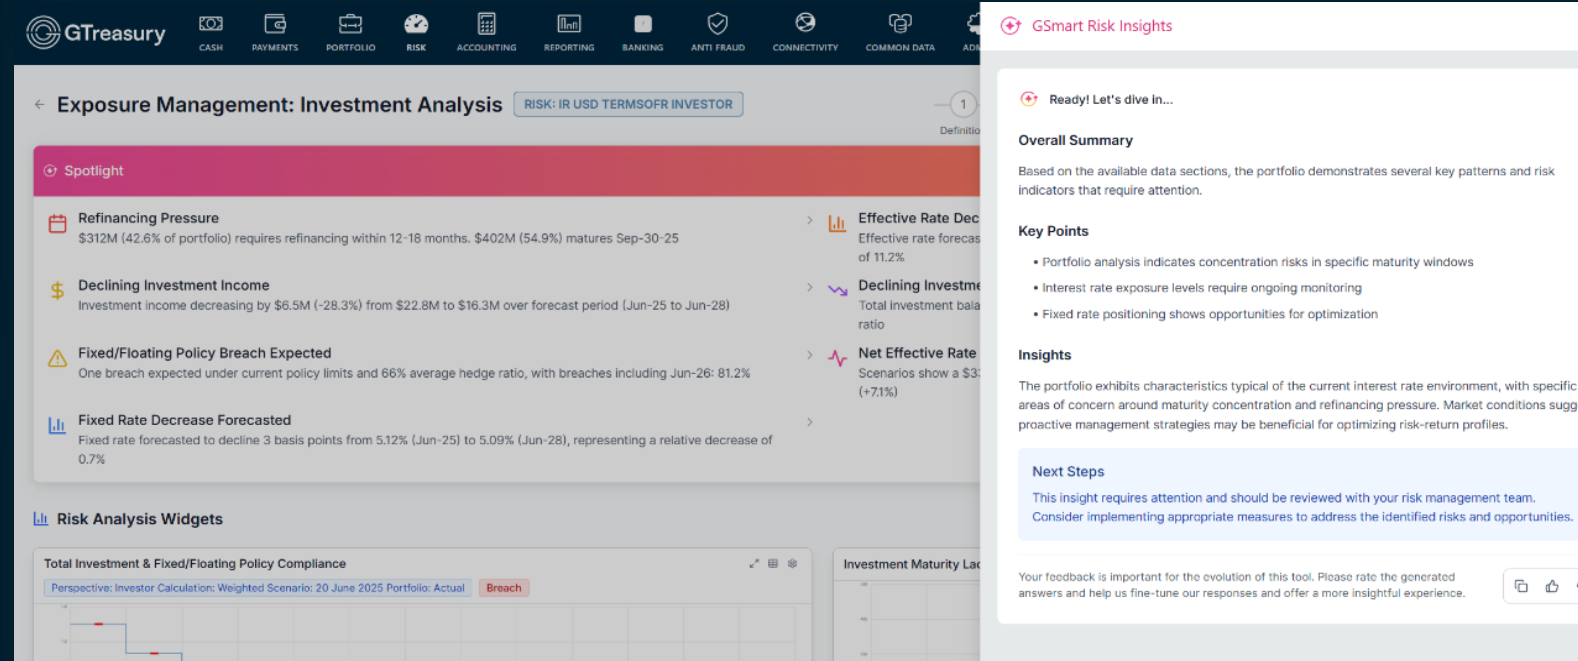 GTreasury
CASH
PAYMENTS
PORTFOLIO
RISK
ACCOUNTING
REPORTING
BANKING
ANTI FRAUD
CONNECTIVITY
COMMON DATA
ADM
Exposure Management: Investment Analysis
RISK: IR USD TERMSOFR INVESTOR
1
Definitio
Spotlight
Refinancing Pressure
$312M (42.6% of portfolio) requires refinancing within 12-18 months. $402M (54.9%) matures Sep-30-25
Declining Investment Income
Investment income decreasing by $6.5M (-28.3%) from $22.8M to $16.3M over forecast period (Jun-25 to Jun-28)
Fixed/Floating Policy Breach Expected
One breach expected under current policy limits and 66% average hedge ratio, with breaches including Jun-26: 81.2%
Fixed Rate Decrease Forecasted
Fixed rate forecasted to decline 3 basis points from 5.12% (Jun-25) to 5.09% (Jun-28), representing a relative decrease of
0.7%
Effective Rate Dec
Effective rate forecas
of 11.2%
Declining Investme
Total investment bala
ratio
Net Effective Rate
Scenarios show a $3
(+7.1%)
Risk Analysis Widgets
Total Investment & Fixed/Floating Policy Compliance
Perspective: Investor Calculation: Weighted Scenario: 20 June 2025 Portfolio: Actual
Breach
Investment Maturity Lad
GSmart Risk Insights
Ready! Let's dive in...
Overall Summary
Based on the available data sections, the portfolio demonstrates several key patterns and risk
indicators that require attention.
Key Points
• Portfolio analysis indicates concentration risks in specific maturity windows
• Interest rate exposure levels require ongoing monitoring
• Fixed rate positioning shows opportunities for optimization
Insights
The portfolio exhibits characteristics typical of the current interest rate environment, with specific
areas of concern around maturity concentration and refinancing pressure. Market conditions sugg
proactive management strategies may be beneficial for optimizing risk-return profiles.
Next Steps
This insight requires attention and should be reviewed with your risk management team.
Consider implementing appropriate measures to address the identified risks and opportunities.
Your feedback is important for the evolution of this tool. Please rate the generated
answers and help us fine-tune our responses and offer a more insightful experience.